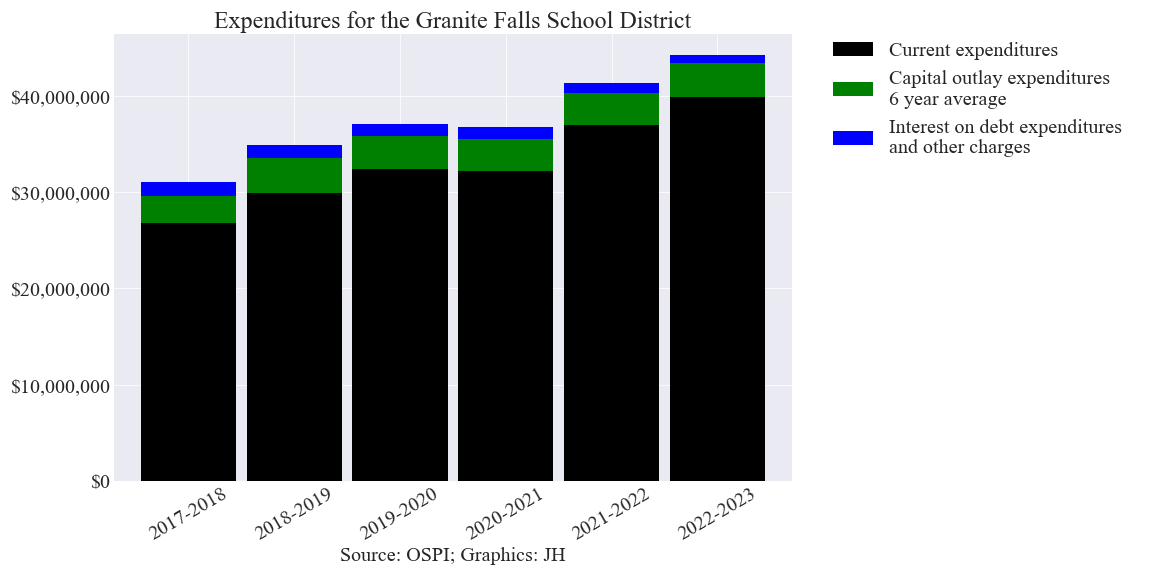 Expenditures for the Granite Falls School District
$40,000,000
$30,000,000
$20,000,000
$10,000,000
$0
2017-2018
2018-2019
2019-2020
2020-2021
2021-2022
2022-2023
Source: OSPI; Graphics: JH
Current expenditures
Capital outlay expenditures
6 year average
Interest on debt expenditures
and other charges